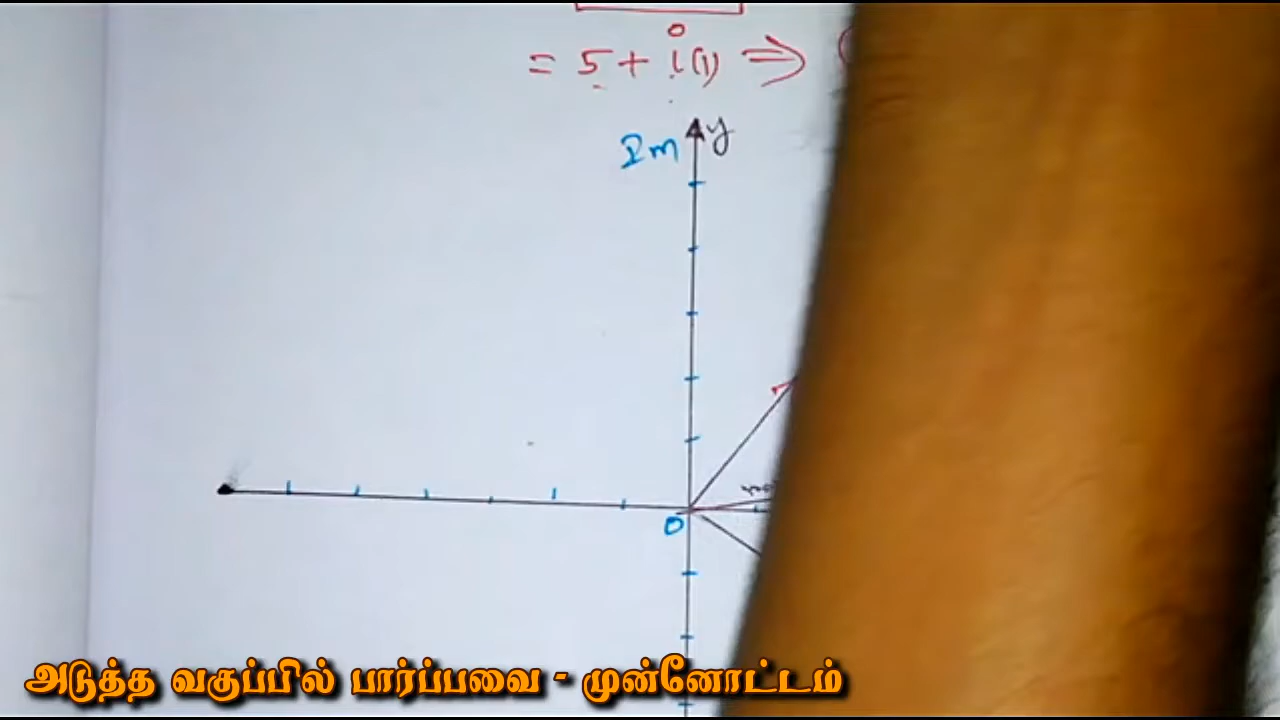 = 5 + i(1) ⇒
Im y
0
அடுத்த வகுப்பில் பார்ப்பவை - முன்னோட்டம்